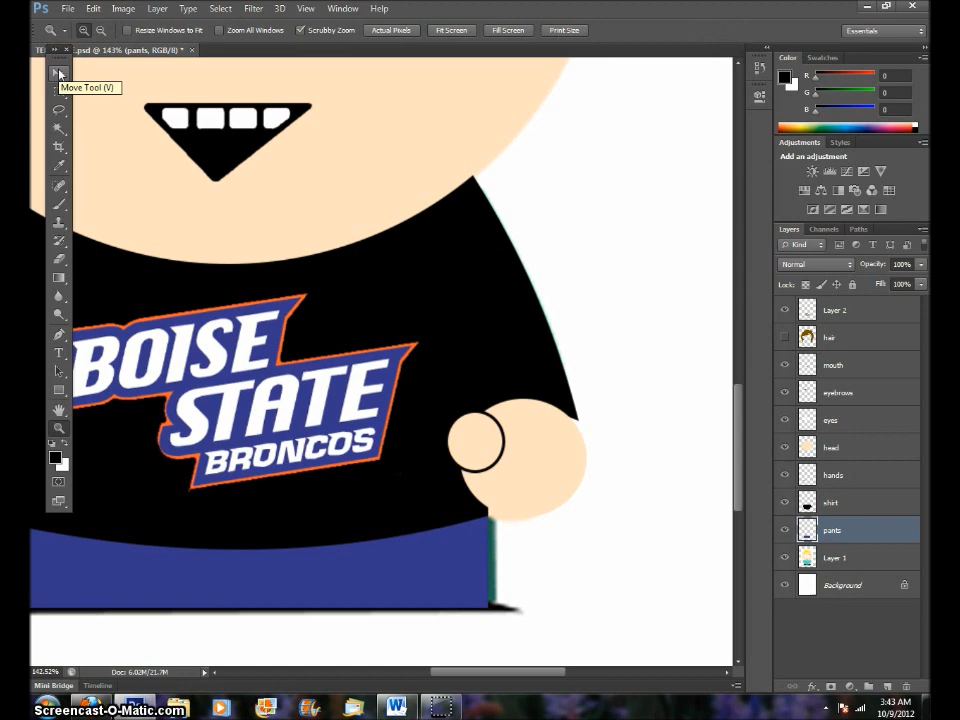 Ps File Edit Image Layer Type Select Filter 3D View Window Help
Resize Windows to Fit Zoom All Windows Scrubby Zoom Actual Pixels Fit Screen Fill Screen Print Size Essentials
.psd @ 143% (pants, RGB/8) * ×
Move Tool (V)
Color Swatches
R 0
G 0
B 0
Adjustments Styles
Add an adjustment
Layers Channels Paths
Kind
Normal Opacity: 100%
Lock: Fill: 100%
Layer 2
hair
mouth
eyebrows
eyes
head
hands
shirt
pants
Layer 1
Background
BOISE
STATE
BRONCOS
142.52% Doc: 6.02M/21.7M
Mini Bridge Timeline
Screencast-O-Matic.com
3:43 AM
10/9/2012